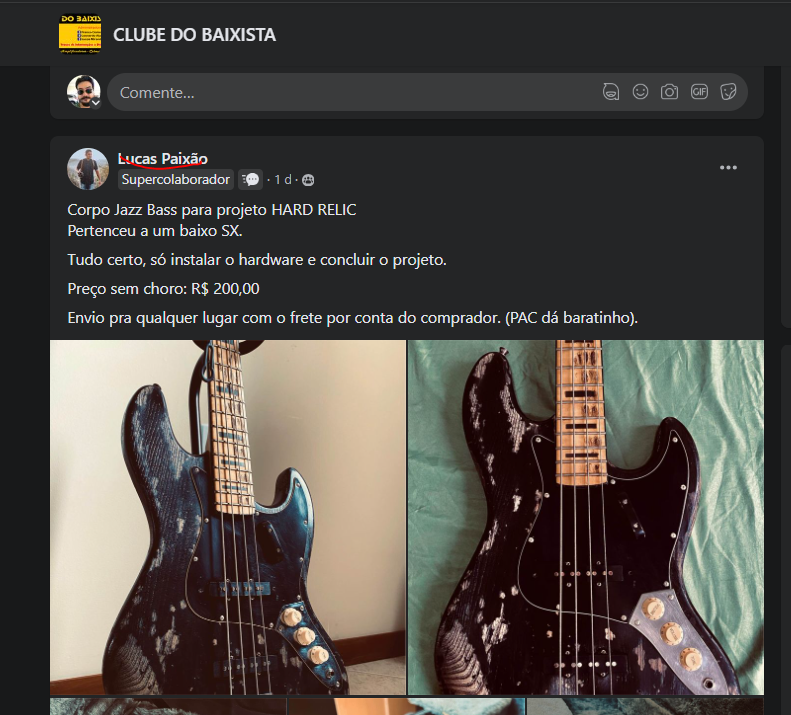 DO BAIXIS
CLUBE DO BAIXISTA
Comente...
GIF
Lucas Paixão
Supercolaborador · 1 d ·
Corpo Jazz Bass para projeto HARD RELIC
Pertenceu a um baixo SX.
Tudo certo, só instalar o hardware e concluir o projeto.
Preço sem choro: R$ 200,00
Envio pra qualquer lugar com o frete por conta do comprador. (PAC dá baratinho).